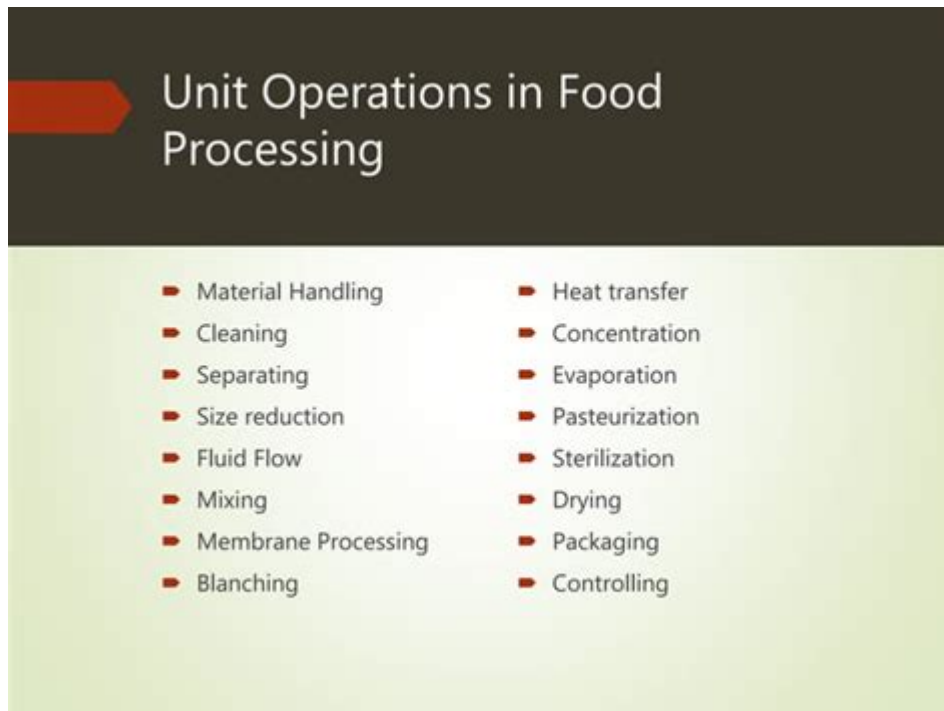 Unit Operations in Food
Processing
Material Handling
Cleaning
Separating
Size reduction
Fluid Flow
Mixing
Membrane Processing
Blanching
Heat transfer
Concentration
Evaporation
Pasteurization
Sterilization
Drying
Packaging
Controlling